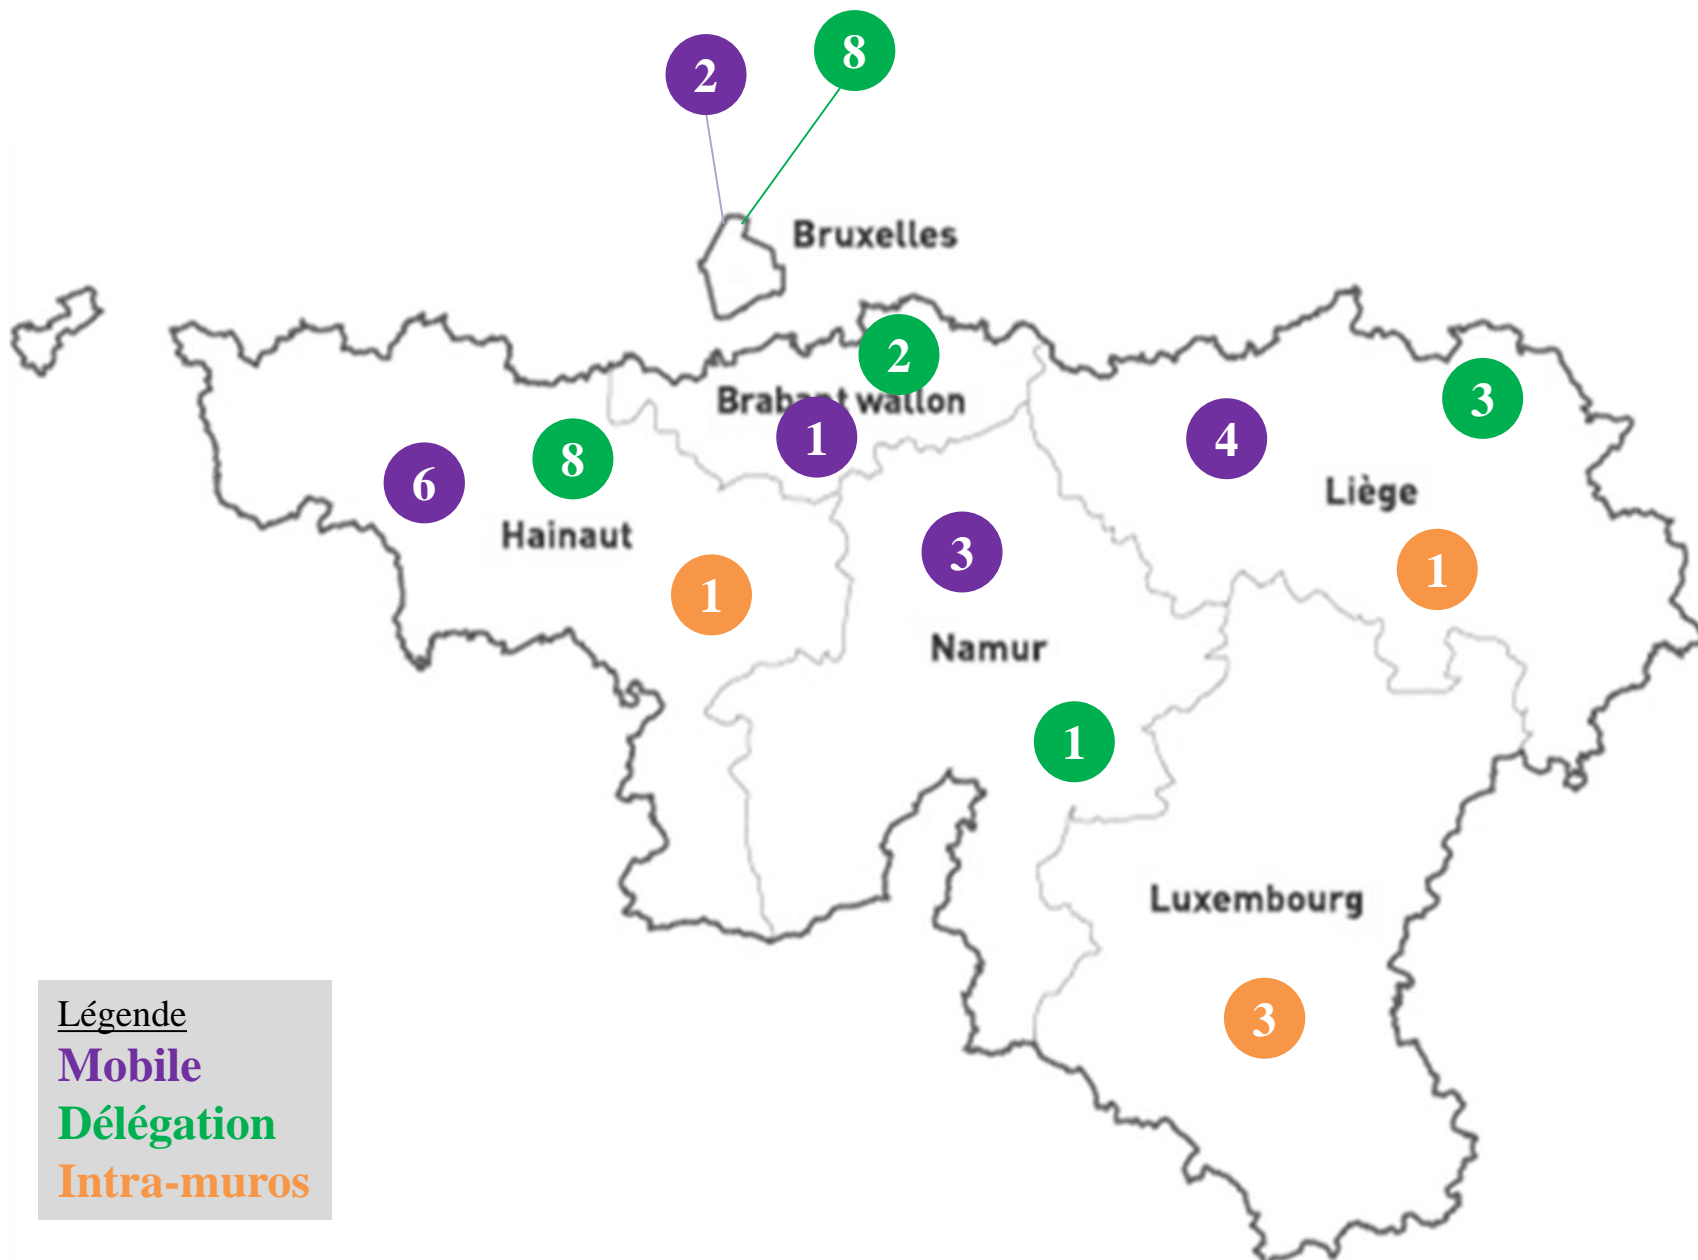 2
8
Bruxelles
2
Brabant wallon
1
3
4
8
6
Liège
Hainaut
3
1
1
Namur
1
Luxembourg
3
Légende
Mobile
Délégation
Intra-muros